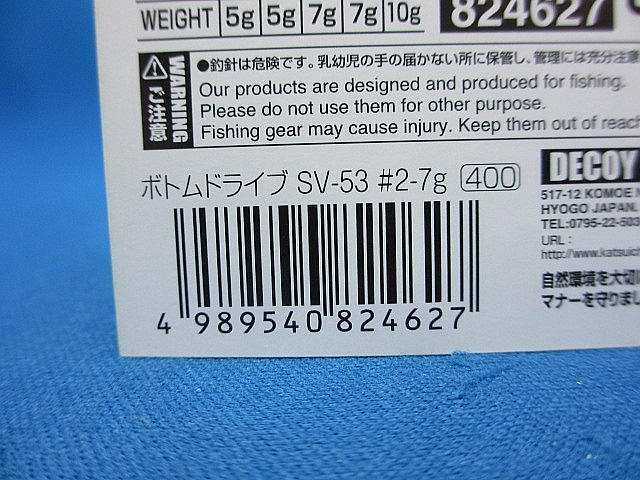 WEIGHT 5g 5g 7g 7g 10g
824627
WARNING
ご注意
●釣針は危険です。乳幼児の手の届かない所に保管し、管理には充分注意
Our products are designed and produced for fishing.
Please do not use them for other purpose.
Fishing gear may cause injury. Keep them out of reach
ボトムドライブ SV-53 #2-7g 400
4 989540 824627
DECOY
517-12 KOMOE
HYOGO JAPAN.
TEL:0795-22-503
URL:
http://www.katsuic
自然環境を大切
マナーを守りま